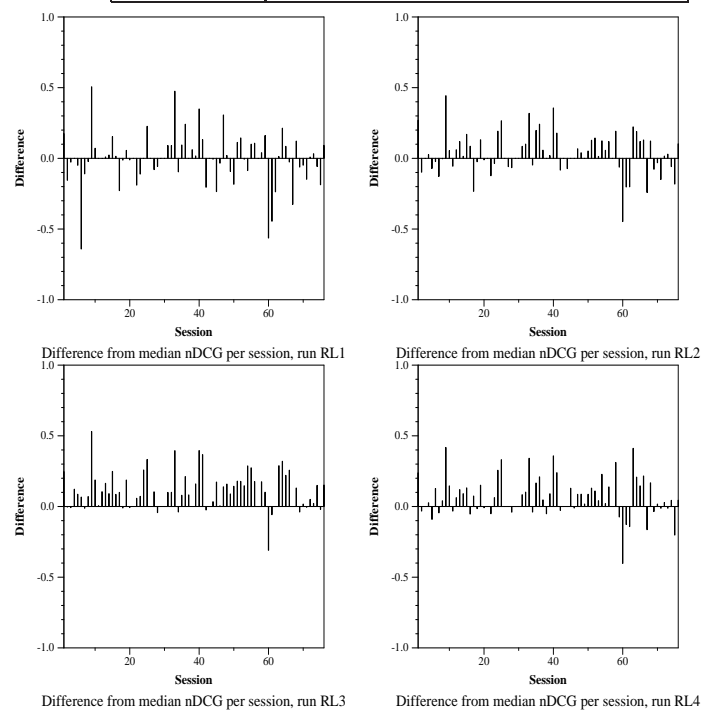 1.0
0.5
0.0
-0.5
-1.0
Difference
20
40
60
Session
Difference from median nDCG per session, run RL1
1.0
0.5
0.0
-0.5
-1.0
Difference
20
40
60
Session
Difference from median nDCG per session, run RL2
1.0
0.5
0.0
-0.5
-1.0
Difference
20
40
60
Session
Difference from median nDCG per session, run RL3
1.0
0.5
0.0
-0.5
-1.0
Difference
20
40
60
Session
Difference from median nDCG per session, run RL4